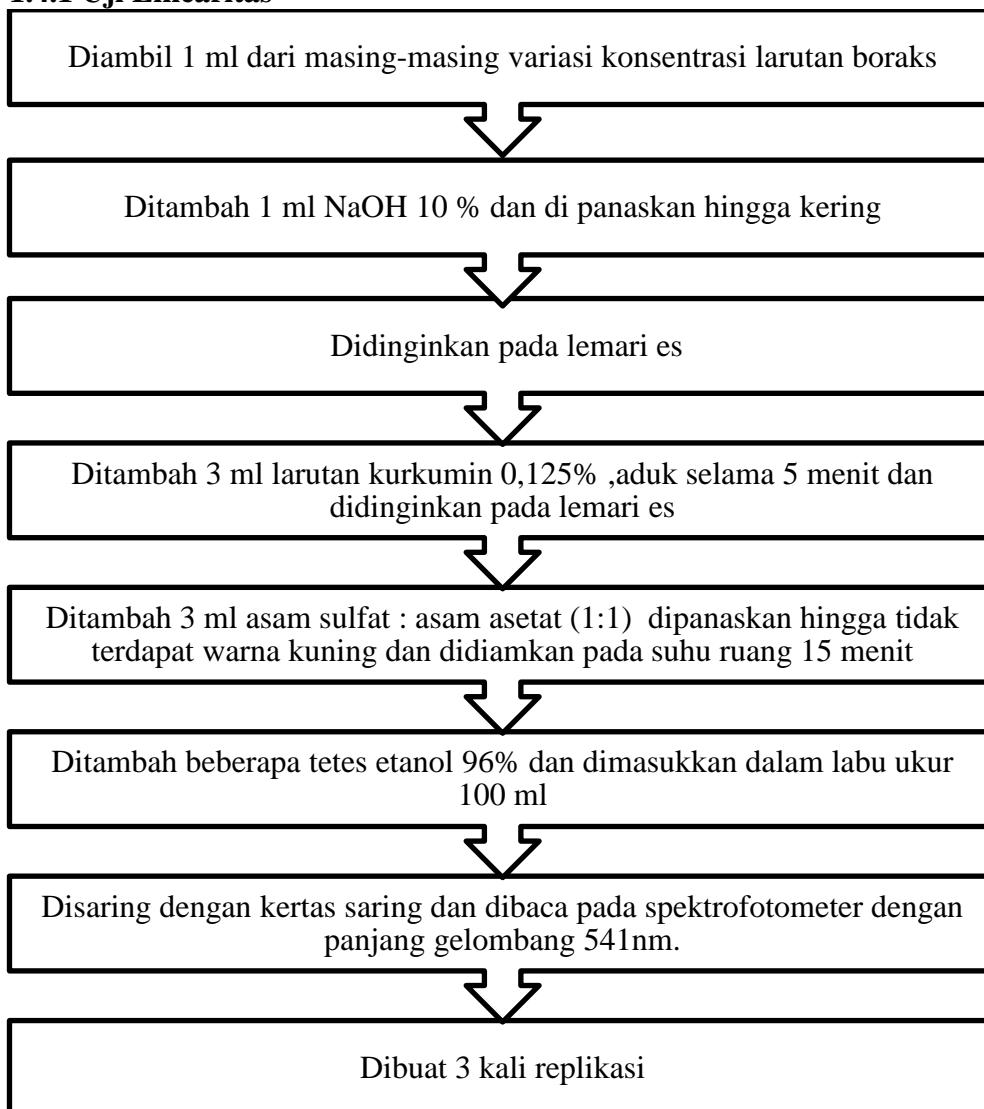 Diambil 1 ml dari masing-masing variasi konsentrasi larutan boraks
Ditambah 1 ml NaOH 10 % dan di panaskan hingga kering
Didinginkan pada lemari es
Ditambah 3 ml larutan kurkumin 0,125% ,aduk selama 5 menit dan
didinginkan pada lemari es
Ditambah 3 ml asam sulfat : asam asetat (1:1) dipanaskan hingga tidak
terdapat warna kuning dan didiamkan pada suhu ruang 15 menit
Ditambah beberapa tetes etanol 96% dan dimasukkan dalam labu ukur
100 ml
Disaring dengan kertas saring dan dibaca pada spektrofotometer dengan
panjang gelombang 541nm.
Dibuat 3 kali replikasi